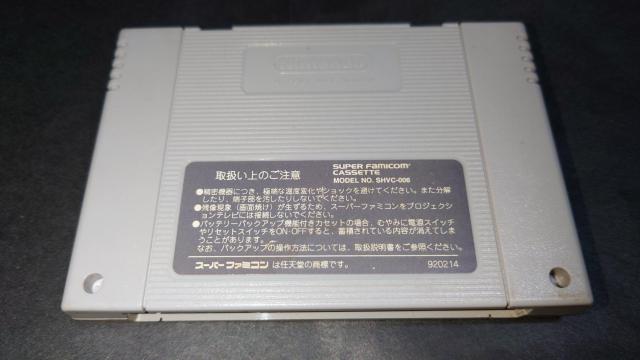 Nintendo
取扱い上のご注意
SUPER FAMICOM
CASSETTE
MODEL NO. SHVC-006
●精密機器につき、極端な温度変化やショックを避けてください。また分解
したり、端子部を汚したりしないでください。
●残像現象(画面焼け)が生ずるため、スーパーファミコンをプロジェクシ
ョンテレビには接続しないでください。
●バッテリーバックアップ機能付きカセットの場合、むやみに電源スイッチ
やリセットスイッチをON・OFFすると、蓄積されている内容が消えてしま
うことがあります。
なお、バックアップの操作方法については、取扱説明書をご参照ください。
スーパーファミコンは任天堂の商標です。
920214